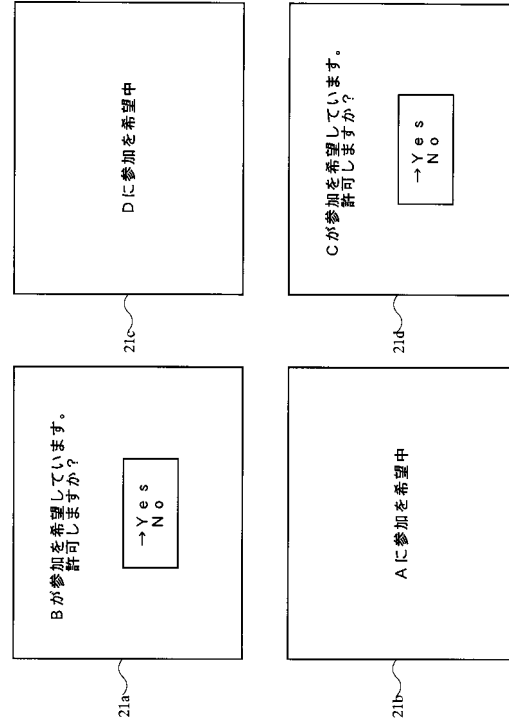 Bが参加を希望しています。
許可しますか？
→Yes
No
21a
Aに参加を希望中
21b
Dに参加を希望中
21c
Cが参加を希望しています。
許可しますか？
→Yes
No
21d